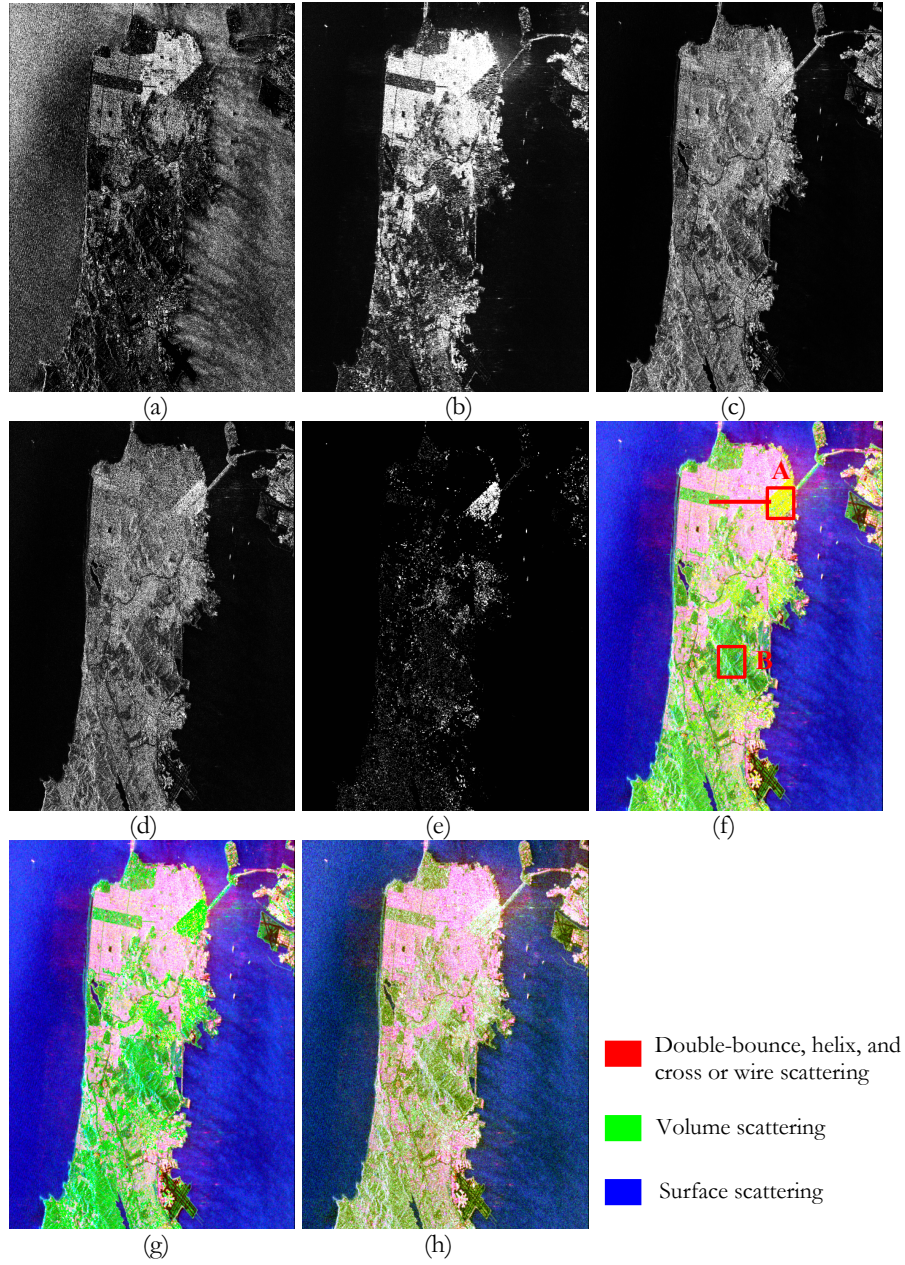 (a)
(b)
(c)
(d)
(e)
(f)
A
B
(g)
(h)
Double-bounce, helix, and
cross or wire scattering
Volume scattering
Surface scattering